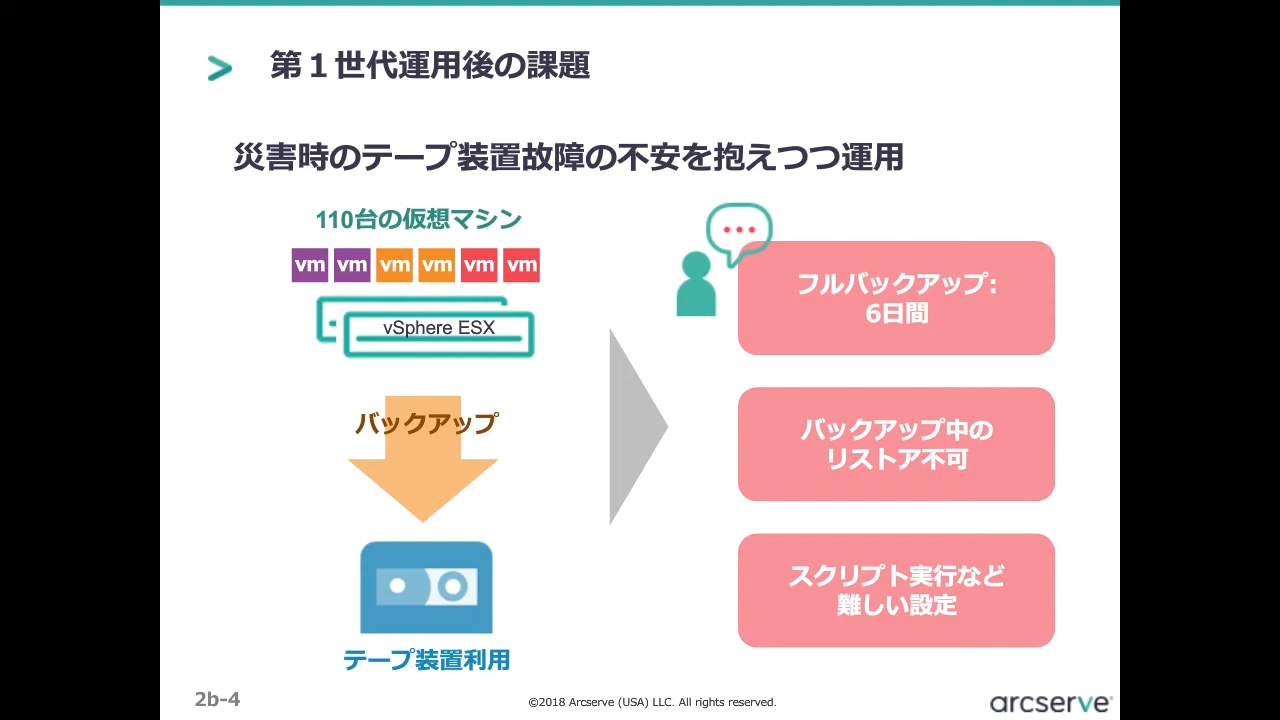 第１世代運用後の課題
災害時のテープ装置故障の不安を抱えつつ運用
110台の仮想マシン
vm vm vm vm vm vm
vSphere ESX
バックアップ
テープ装置利用
フルバックアップ:
6日間
バックアップ中の
リストア不可
スクリプト実行など
難しい設定
2b-4
©2018 Arcserve (USA) LLC. All rights reserved.
arcserve®